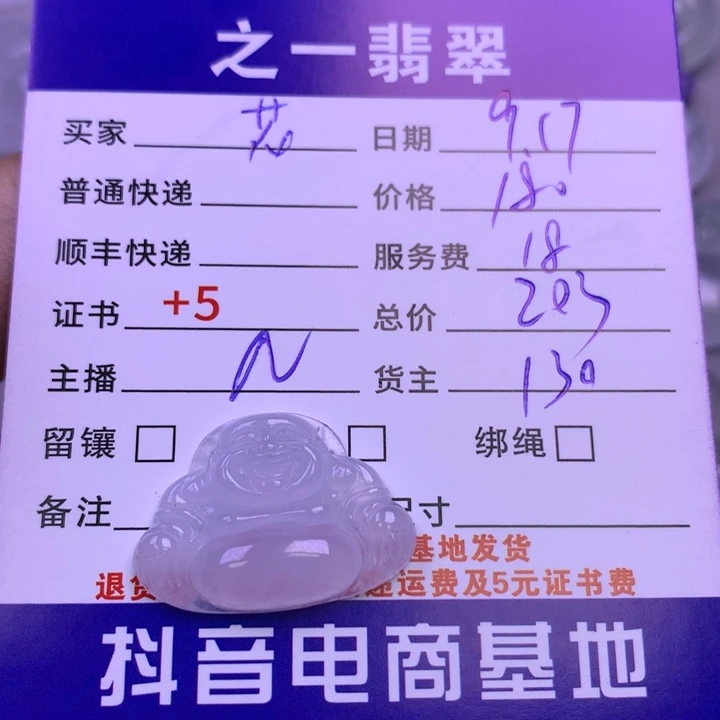 之一翡翠
买家 芯 日期 9.17
普通快递 价格 180
顺丰快递 服务费 18
证书 +5 总价 203
主播 N 货主 130
留镶 绑绳
备注 尺寸
基地发货
退货 运费及5元证书费
抖音电商基地